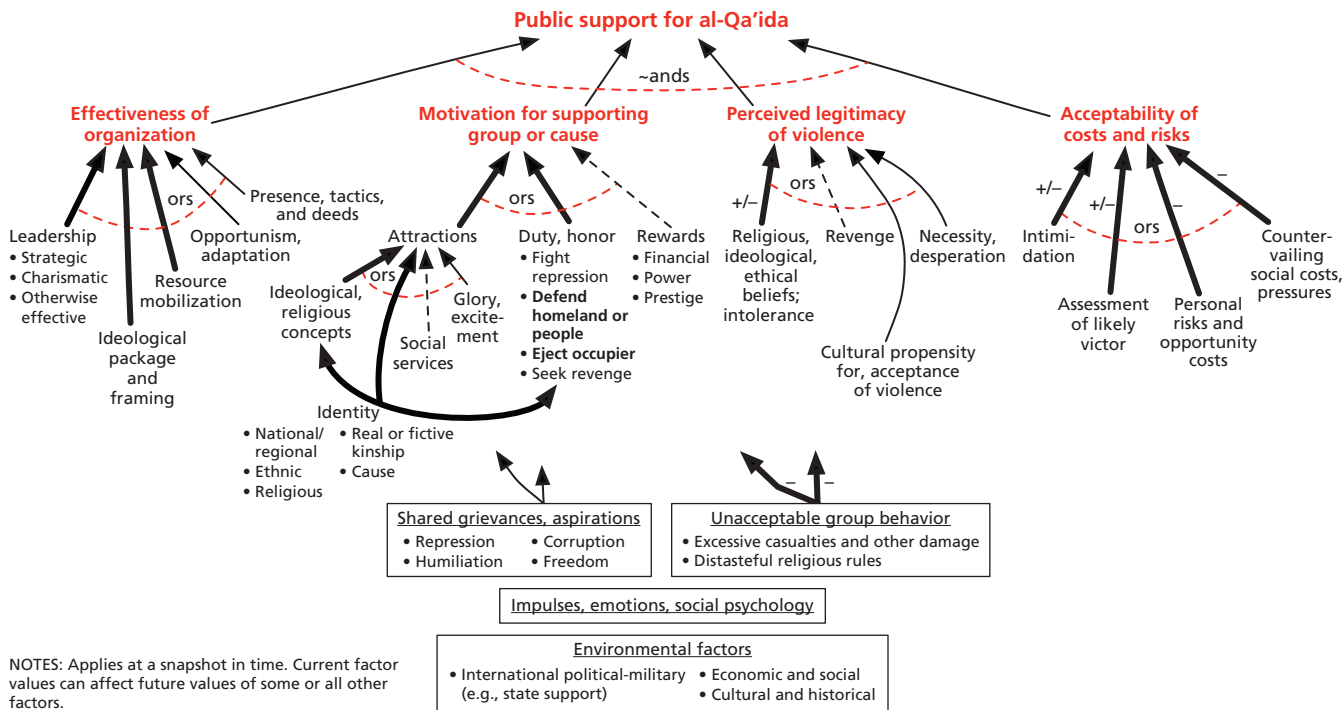 Public support for al-Qa'ida
~ands
Effectiveness of
organization
Motivation for supporting
group or cause
Perceived legitimacy
of violence
Acceptability of
costs and risks
ors
Leadership
• Strategic
• Charismatic
• Otherwise
effective
Ideological
package
and
framing
Resource
mobilization
Opportunism,
adaptation
Presence, tactics,
and deeds
ors
Attractions
ors
Ideological,
religious
concepts
Social
services
Glory,
excite-
ment
Duty, honor
• Fight
repression
• Defend
homeland or
people
• Eject occupier
• Seek revenge
Rewards
• Financial
• Power
• Prestige
Identity
• National/
regional
• Ethnic
• Religious
• Real or fictive
kinship
• Cause
+/–
ors
Religious,
ideological,
ethical
beliefs;
intolerance
Revenge
Cultural propensity
for, acceptance
of violence
Necessity,
desperation
+/–
+/–
–
–
ors
Intimi-
dation
Assessment
of likely
victor
Personal
risks and
opportunity
costs
Counter-
vailing
social costs,
pressures
Shared grievances, aspirations
• Repression
• Humiliation
• Corruption
• Freedom
–
–
Unacceptable group behavior
• Excessive casualties and other damage
• Distasteful religious rules
Impulses, emotions, social psychology
Environmental factors
• International political-military
(e.g., state support)
• Economic and social
• Cultural and historical
NOTES: Applies at a snapshot in time. Current factor
values can affect future values of some or all other
factors.